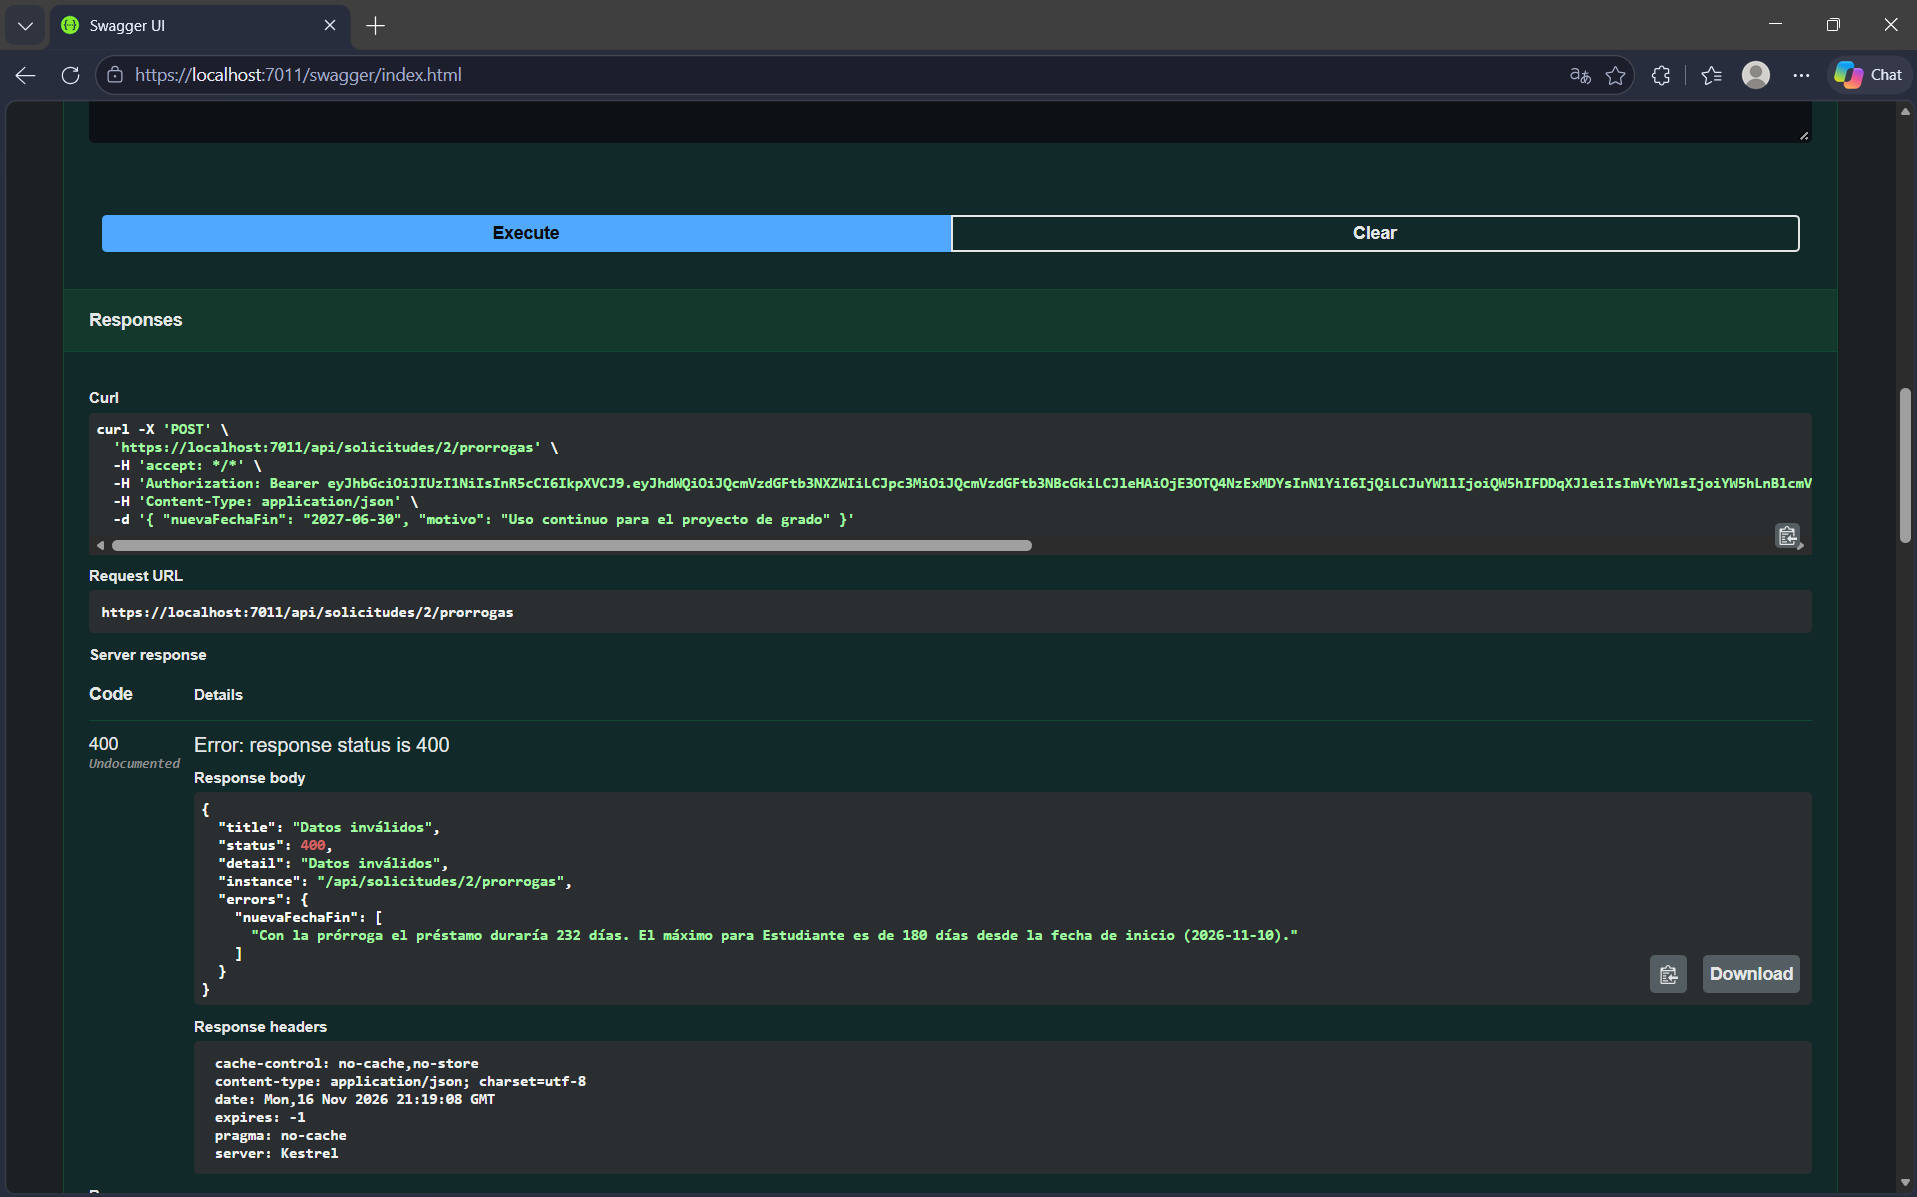 Swagger UI
https://localhost:7011/swagger/index.html
Chat
Execute
Clear
Responses
Curl
curl -X 'POST' \
'https://localhost:7011/api/solicitudes/2/prorrogas' \
-H 'accept: */*' \
-H 'Authorization: Bearer eyJhbGciOiJIUzI1NiIsInR5cCI6IkpXVCJ9.eyJhdWQiOiJQcmVzdGFtb3NXZWIiLCJpc3MiOiJQcmVzdGFtb3NBcGkiLCJleHAiOjE3OTQ4NzExMDYsInN1YiI6IjQiLCJuYW1lIjoiQW5hIFDDqXJleiIsImVtYWlsIjoiYW5hLnBlcmV
-H 'Content-Type: application/json' \
-d '{ "nuevaFechaFin": "2027-06-30", "motivo": "Uso continuo para el proyecto de grado" }'
Request URL
https://localhost:7011/api/solicitudes/2/prorrogas
Server response
Code Details
400 Error: response status is 400
Undocumented
Response body
{
"title": "Datos inválidos",
"status": 400,
"detail": "Datos inválidos",
"instance": "/api/solicitudes/2/prorrogas",
"errors": {
"nuevaFechaFin": [
"Con la prórroga el préstamo duraría 232 días. El máximo para Estudiante es de 180 días desde la fecha de inicio (2026-11-10)."
]
}
}
Download
Response headers
cache-control: no-cache,no-store
content-type: application/json; charset=utf-8
date: Mon,16 Nov 2026 21:19:08 GMT
expires: -1
pragma: no-cache
server: Kestrel